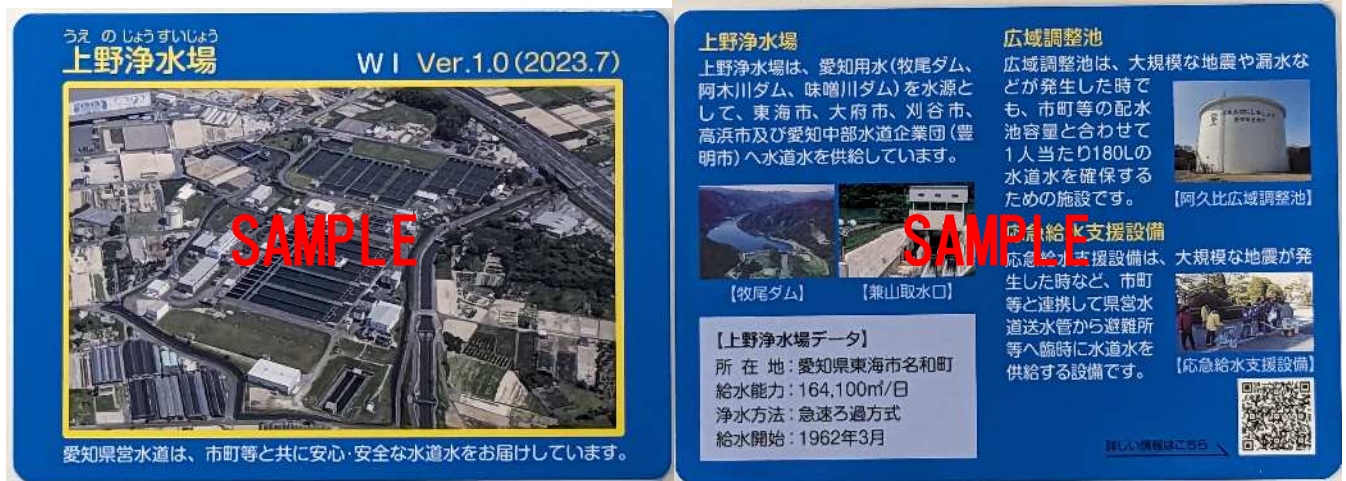 うえ の じょうすいじょう
上野浄水場
WI Ver.1.0(2023.7)
SAMPLE
愛知県営水道は、市町等と共に安心・安全な水道水をお届けしています。
上野浄水場
上野浄水場は、愛知用水(牧尾ダム、
阿木川ダム、味噌川ダム)を水源と
して、東海市、大府市、刈谷市、
高浜市及び愛知中部水道企業団(豊
明市)へ水道水を供給しています。
【牧尾ダム】
【兼山取水口】
【上野浄水場データ】
所在地:愛知県東海市名和町
給水能力:164,100㎥/日
浄水方法:急速ろ過方式
給水開始:1962年3月
広域調整池
広域調整池は、大規模な地震や漏水な
どが発生した時で
も、市町等の配水
池容量と合わせて
1人当たり180Lの
水道水を確保する
ための施設です。
【阿久比広域調整池】
SAMPLE
応急給水支援設備
応急給水支援設備は、大規模な地震が発
生した時など、市町
等と連携して県営水
道送水管から避難所
等へ臨時に水道水を
供給する設備です。
【応急給水支援設備】
詳しい情報はこちら